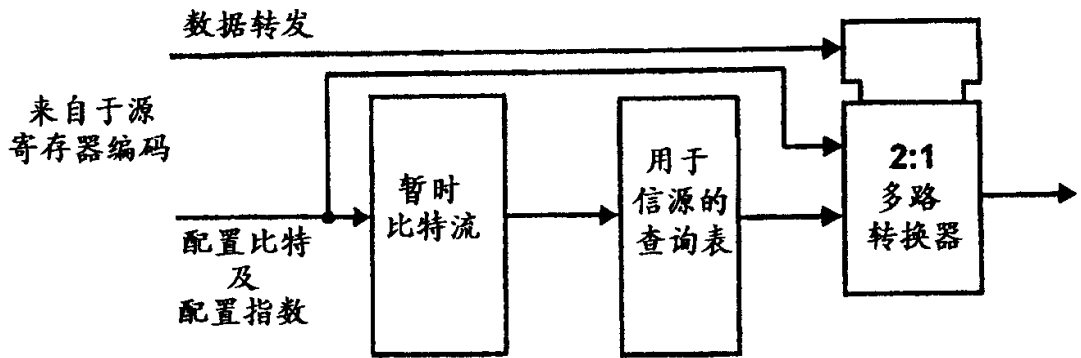 数据转发
来自于源
寄存器编码
配置比特
及
配置指数
暂时
比特流
用于
信源的
查询表
2:1
多路
转换器